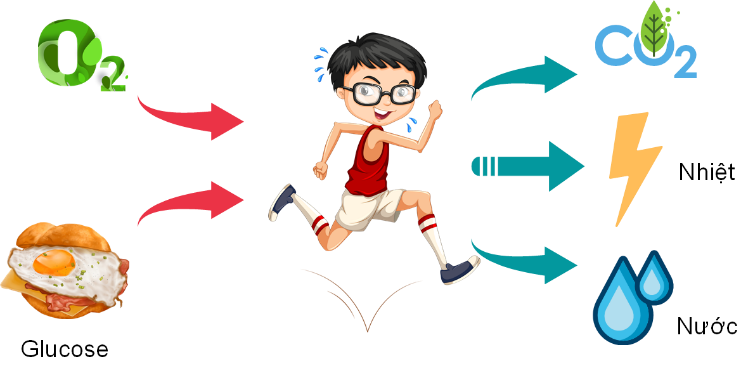 O2
CO2
Nhiệt
Nước
Glucose